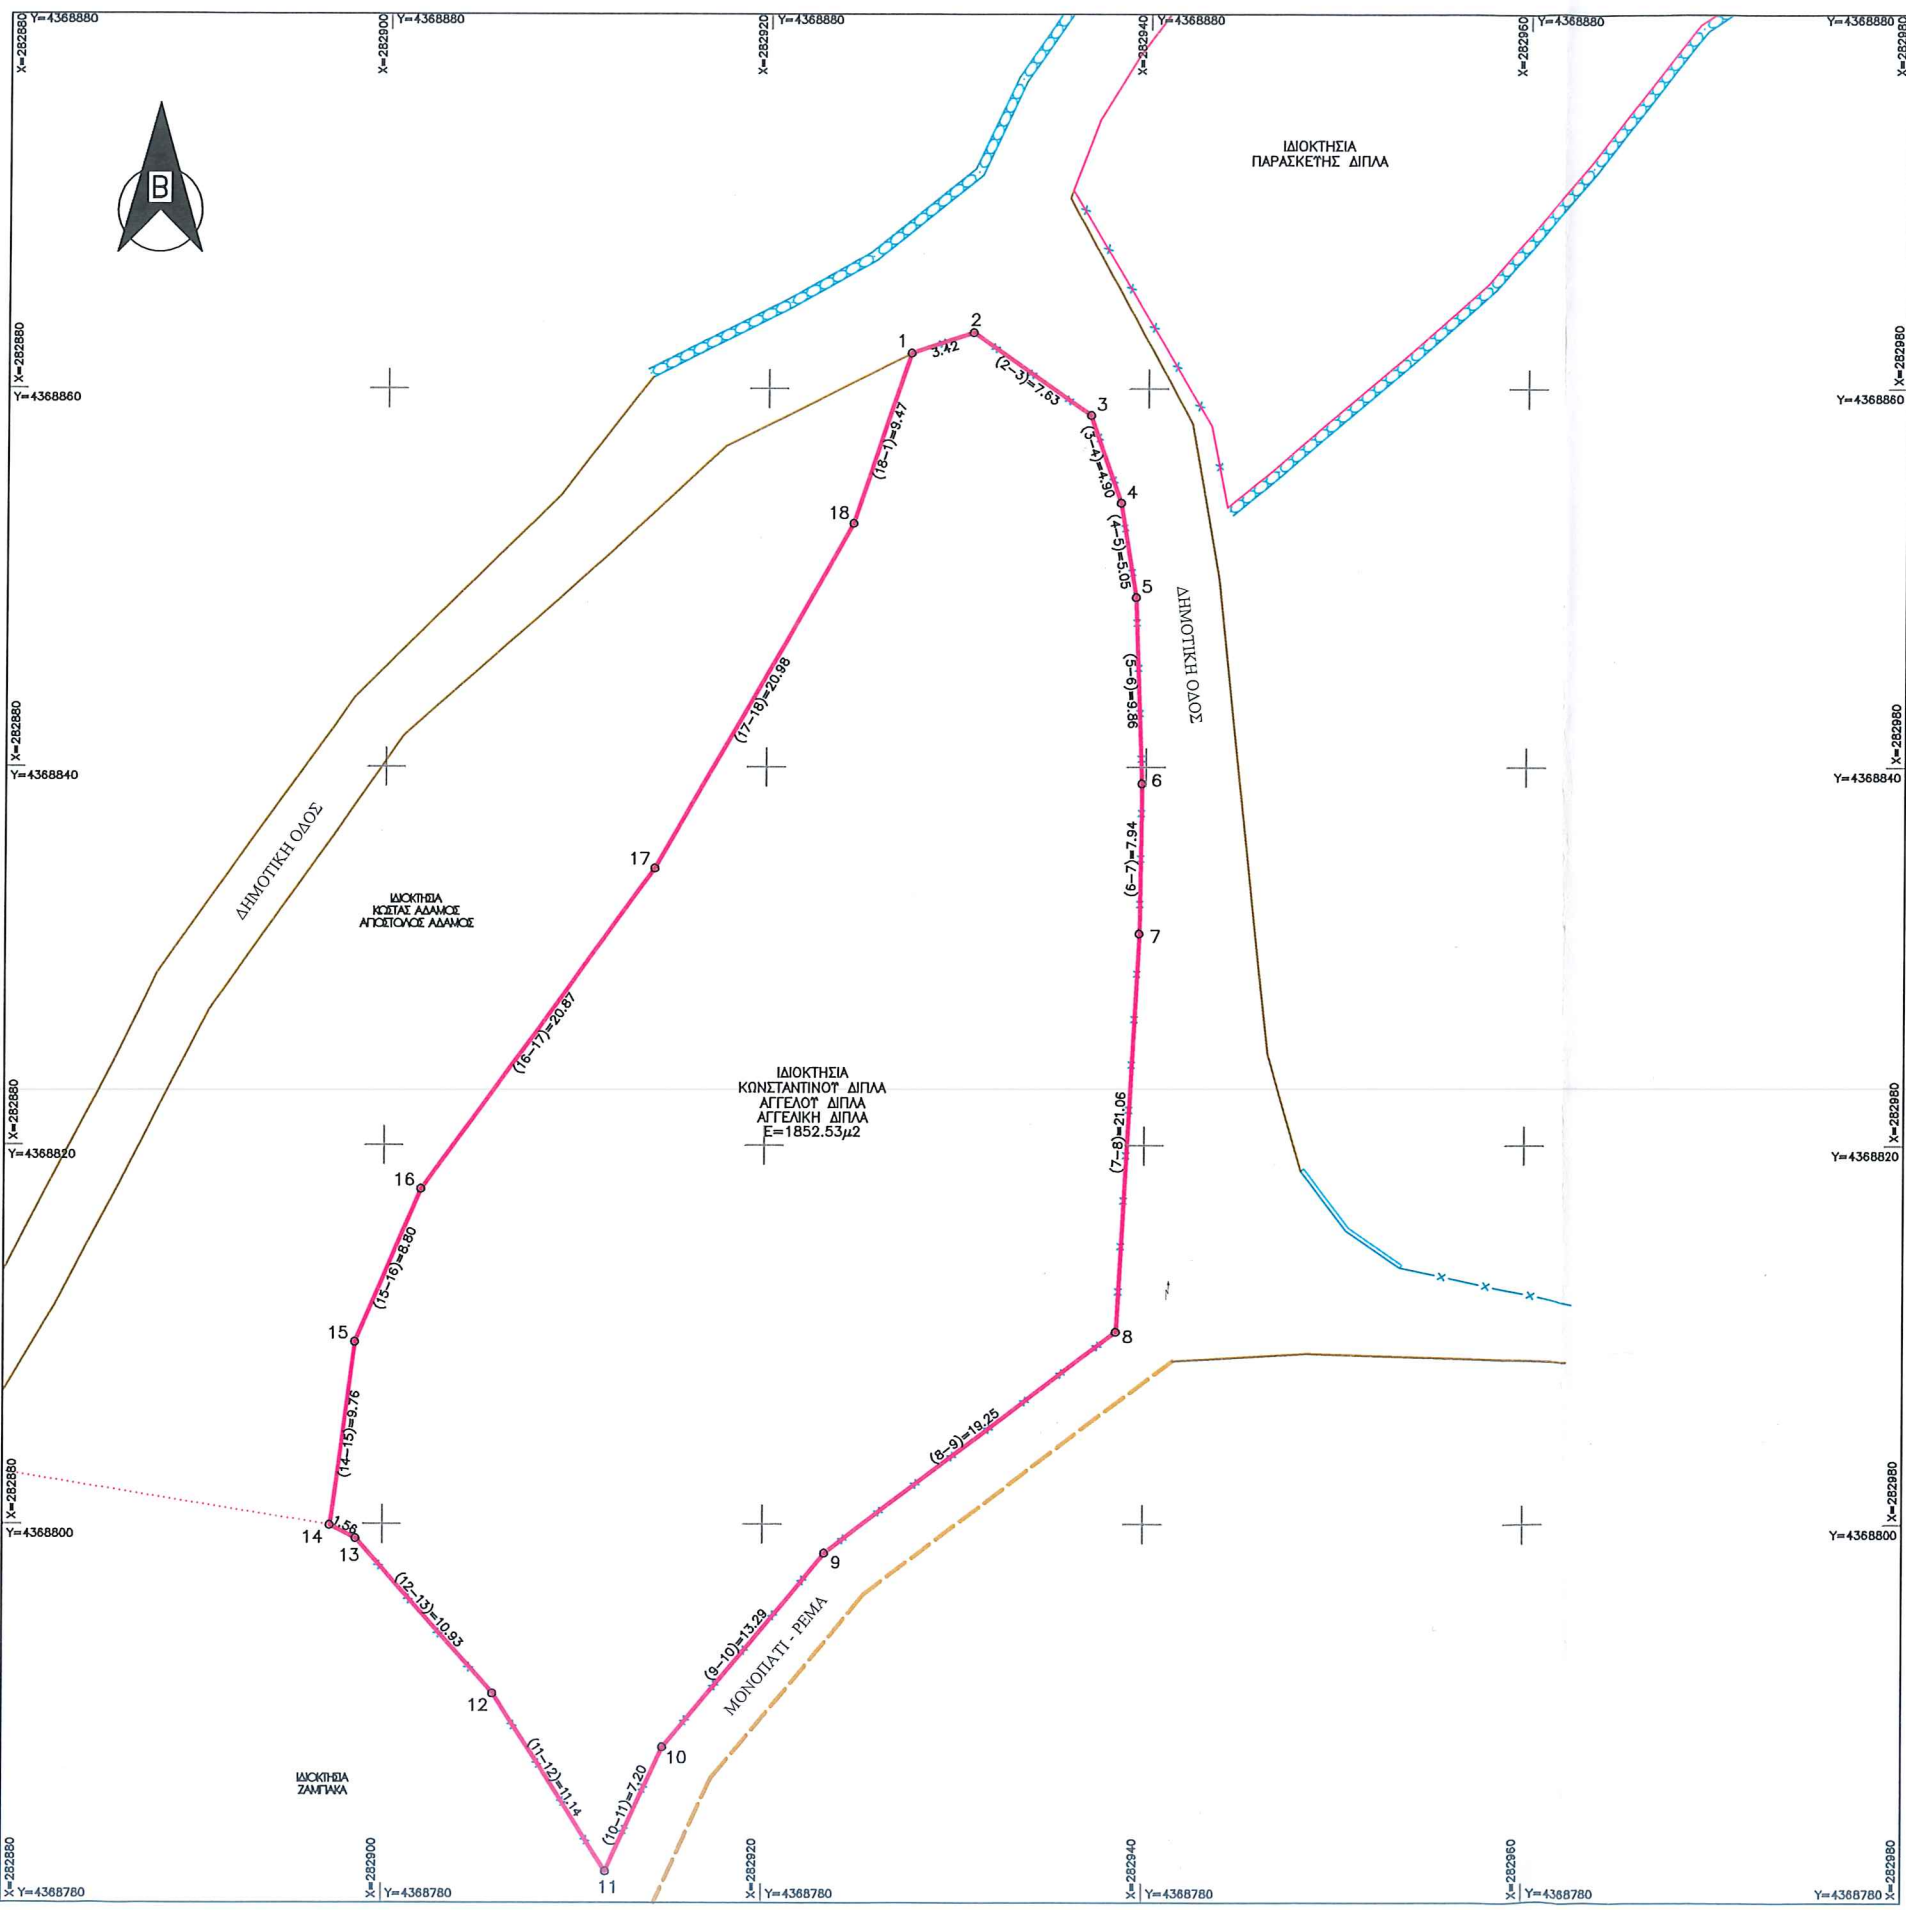 X=282880
Y=4368880
X=282900
Y=4368880
X=282920
Y=4368880
X=282940
Y=4368880
X=282960
Y=4368880
Y=4368880
X=282980
B
ΙΔΙΟΚΤΗΣΙΑ
ΠΑΡΑΣΚΕΥΗΣ ΔΙΠΛΑ
X=282880
Y=4368860
X=282980
Y=4368860
1
2
3.42
(2-3)=7.63
3
(3-4)=4.90
4
(4-5)=5.05
5
(18-1)=9.47
18
ΔΗΜΟΤΙΚΗ ΟΔΟΣ
(5-6)=9.86
(17-18)=20.98
X=282880
Y=4368840
X=282980
Y=4368840
6
ΔΗΜΟΤΙΚΗ ΟΔΟΣ
(6-7)=7.94
17
ΙΔΙΟΚΤΗΣΙΑ
ΚΩΣΤΑΣ ΑΔΑΜΟΣ
ΑΠΟΣΤΟΛΟΣ ΑΔΑΜΟΣ
7
(16-17)=20.87
ΙΔΙΟΚΤΗΣΙΑ
ΚΩΝΣΤΑΝΤΙΝΟΥ ΔΙΠΛΑ
ΑΓΓΕΛΟΥ ΔΙΠΛΑ
ΑΓΓΕΛΙΚΗ ΔΙΠΛΑ
Ε=1852.53μ2
(7-8)=21.06
X=282880
Y=4368820
X=282980
Y=4368820
16
(15-16)=8.80
15
8
(14-15)=9.76
(8-9)=19.25
X=282880
Y=4368800
X=282980
Y=4368800
14
1.56
13
9
(12-13)=10.93
(9-10)=13.29
ΜΟΝΟΠΑΤΙ - ΡΕΜΑ
12
10
(11-12)=11.14
(10-11)=7.20
ΙΔΙΟΚΤΗΣΙΑ
ΖΑΜΠΑΚΑ
11
X=282880
Y=4368780
X=282900
Y=4368780
X=282920
Y=4368780
X=282940
Y=4368780
X=282960
Y=4368780
Y=4368780
X=282980